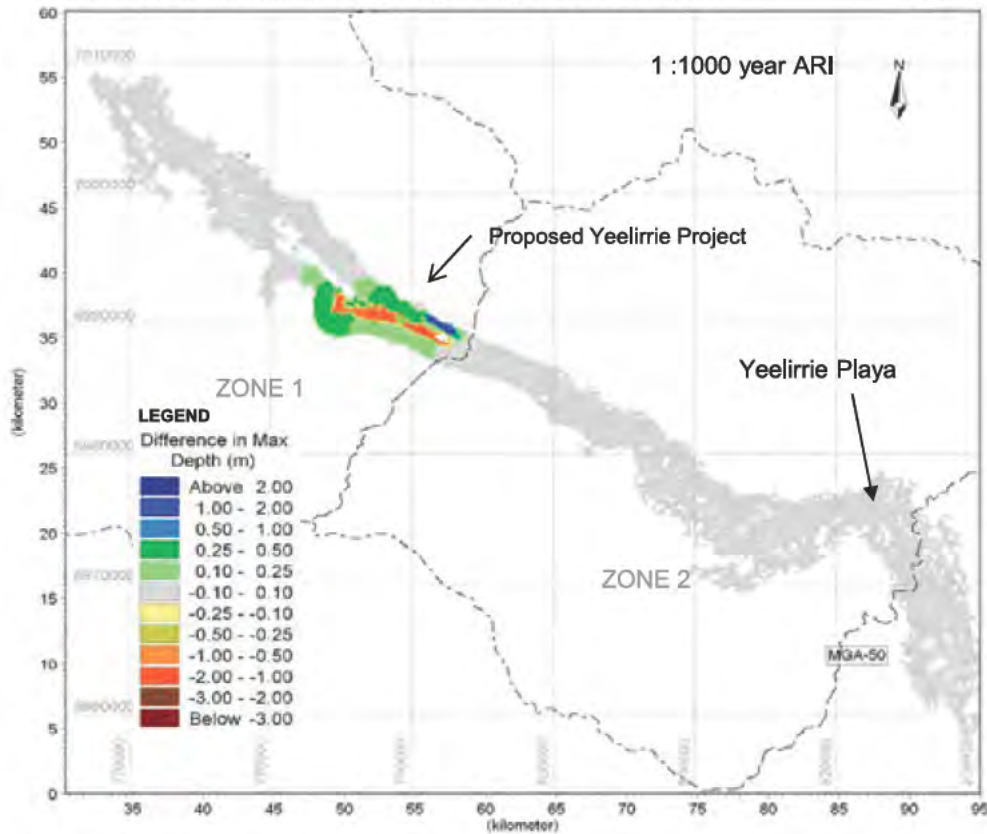 60
55
50
45
40
35
30
25
20
15
10
5
0
(kilometer)
7010000
1 :1000 year ARI
N
Proposed Yeelirrie Project
Yeelirrie Playa
ZONE 1
LEGEND
Difference in Max
Depth (m)
Above 2.00
1.00 - 2.00
0.50 - 1.00
0.25 - 0.50
0.10 - 0.25
-0.10 - 0.10
-0.25 - -0.10
-0.50 - -0.25
-1.00 - -0.50
-2.00 - -1.00
-3.00 - -2.00
Below -3.00
ZONE 2
MGA-50
35 40 45 50 55 60 65 70 75 80 85 90 95
(kilometer)